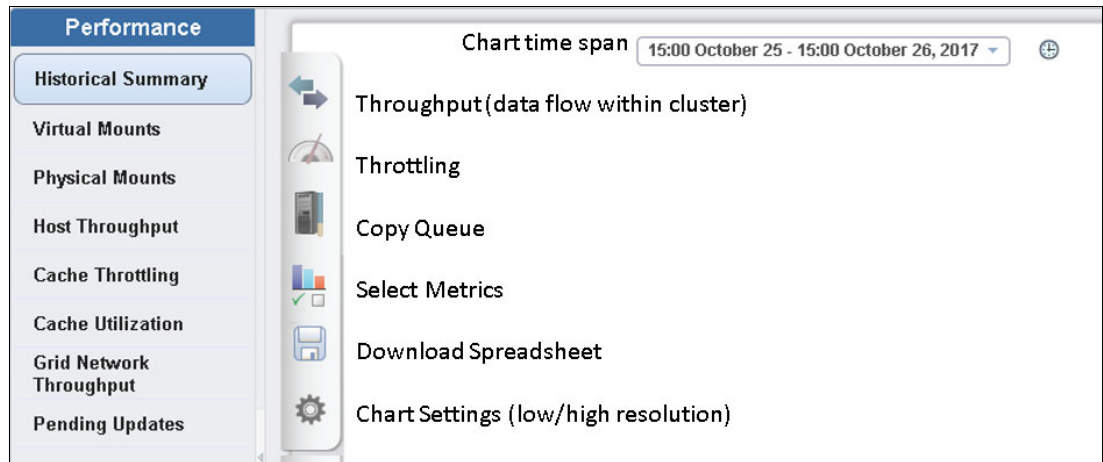 Performance
Historical Summary
Virtual Mounts
Physical Mounts
Host Throughput
Cache Throttling
Cache Utilization
Grid Network
Throughput
Pending Updates
Chart time span 15:00 October 25 - 15:00 October 26, 2017
Throughput (data flow within cluster)
Throttling
Copy Queue
Select Metrics
Download Spreadsheet
Chart Settings (low/high resolution)